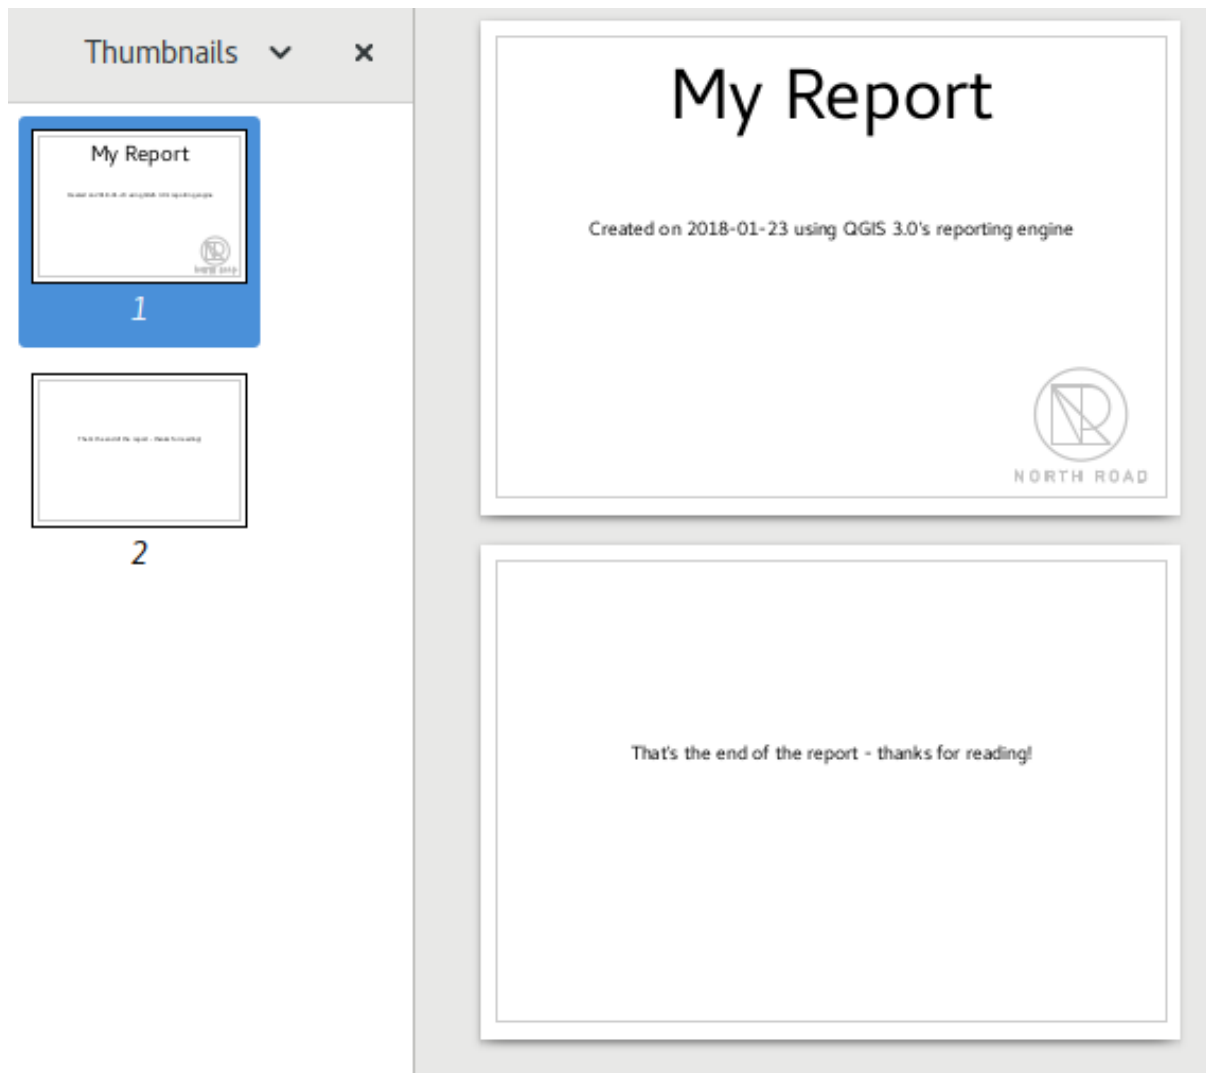 Thumbnails
My Report
1
2
My Report
Created on 2018-01-23 using QGIS 3.0's reporting engine
NORTH ROAD
That's the end of the report - thanks for reading!